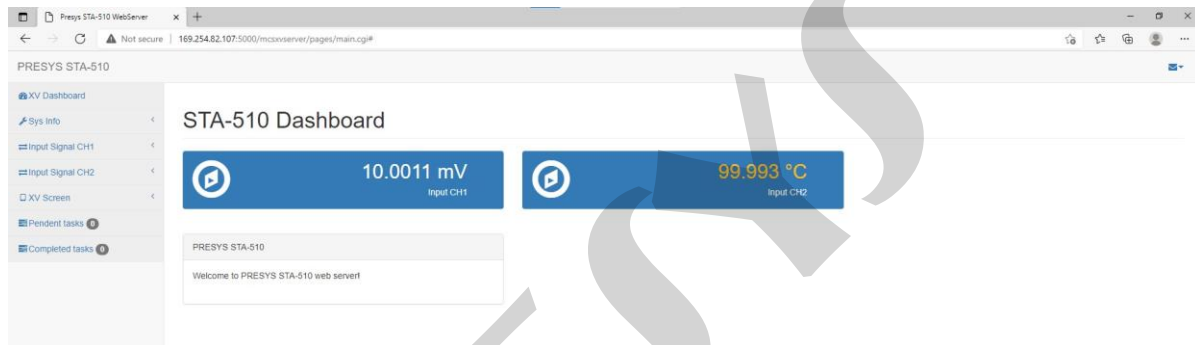 Presys STA-510 WebServer
Not secure | 169.254.82.107:5000/mcsxvserver/pages/main.cgi#
PRESYS STA-510
XV Dashboard
Sys Info
Input Signal CH1
Input Signal CH2
XV Screen
Pendent tasks 0
Completed tasks 0
STA-510 Dashboard
10.0011 mV
Input CH1
99.993 °C
Input CH2
PRESYS STA-510
Welcome to PRESYS STA-510 web server!